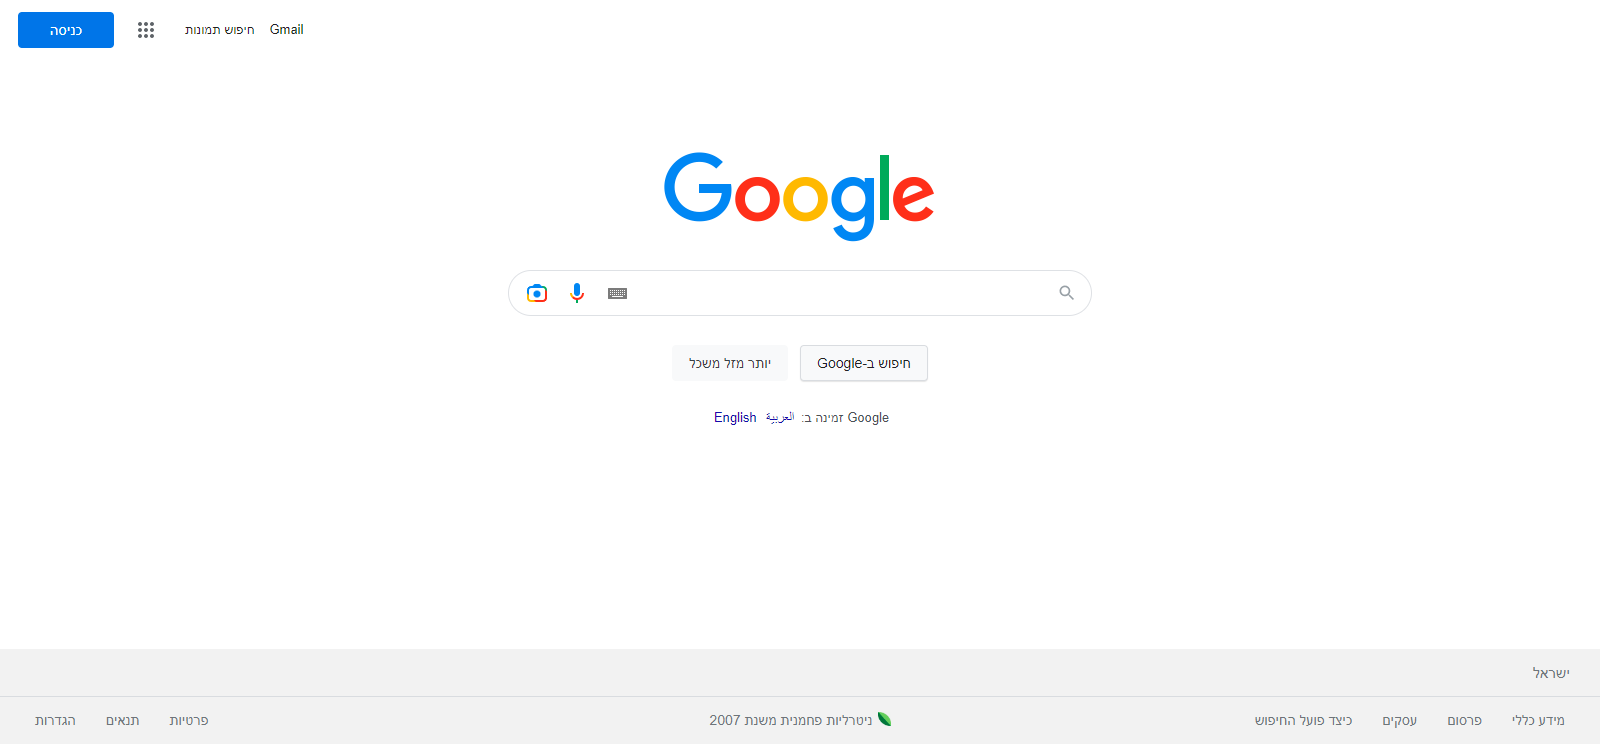 Gmail חיפוש תמונות כניסה
Google
חיפוש ב-Google יותר מזל משכל
Google זמינה ב: العربية English
ישראל
מידע כללי פרסום עסקים כיצד פועל החיפוש ניטרליות פחמנית משנת 2007 פרטיות תנאים הגדרות